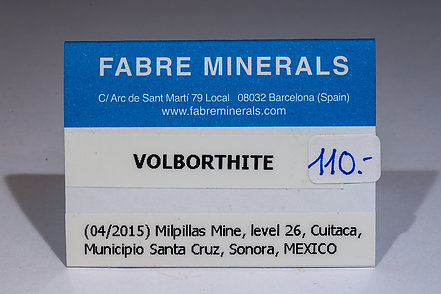 FABRE MINERALS
C/ Arc de Sant Martí 79 Local 08032 Barcelona (Spain)
www.fabreminerals.com
VOLBORTHITE
110.-
(04/2015) Milpillas Mine, level 26, Cuitaca,
Municipio Santa Cruz, Sonora, MEXICO